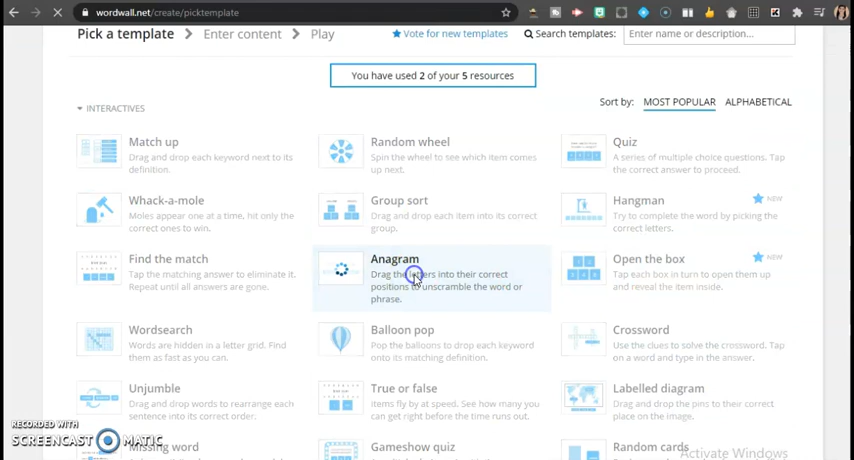 wordwall.net/create/picktemplate
Pick a template Enter content Play Vote for new templates Search templates: Enter name or description...
You have used 2 of your 5 resources
INTERACTIVES
Sort by: MOST POPULAR ALPHABETICAL
Match up
Drag and drop each keyword next to its
definition.
Random wheel
Spin the wheel to see which item comes
up next.
Quiz
A series of multiple choice questions. Tap
the correct answer to proceed.
Whack-a-mole
Moles appear one at a time, hit only the
correct ones to win.
Group sort
Drag and drop each item into its correct
group.
Hangman NEW
Try to complete the word by picking the
correct letters.
Find the match
Tap the matching answer to eliminate it.
Repeat until all answers are gone.
Anagram
Drag the letters into their correct
positions to unscramble the word or
phrase.
Open the box NEW
Tap each box in turn to open them up
and reveal the item inside.
Wordsearch
Words are hidden in a letter grid. Find
them as fast as you can.
Balloon pop
Pop the balloons to drop each keyword
onto its matching definition.
Crossword
Use the clues to solve the crossword. Tap
on a word and type in the answer.
Unjumble
Drag and drop words to rearrange each
sentence into its correct order.
True or false
Items fly by at speed. See how many you
can get right before the time runs out.
Labelled diagram
Drag and drop the pins to their correct
place on the image.
Missing word
Gameshow quiz
Random cards
RECORDED WITH
SCREENCAST MATIC
Activate Windows